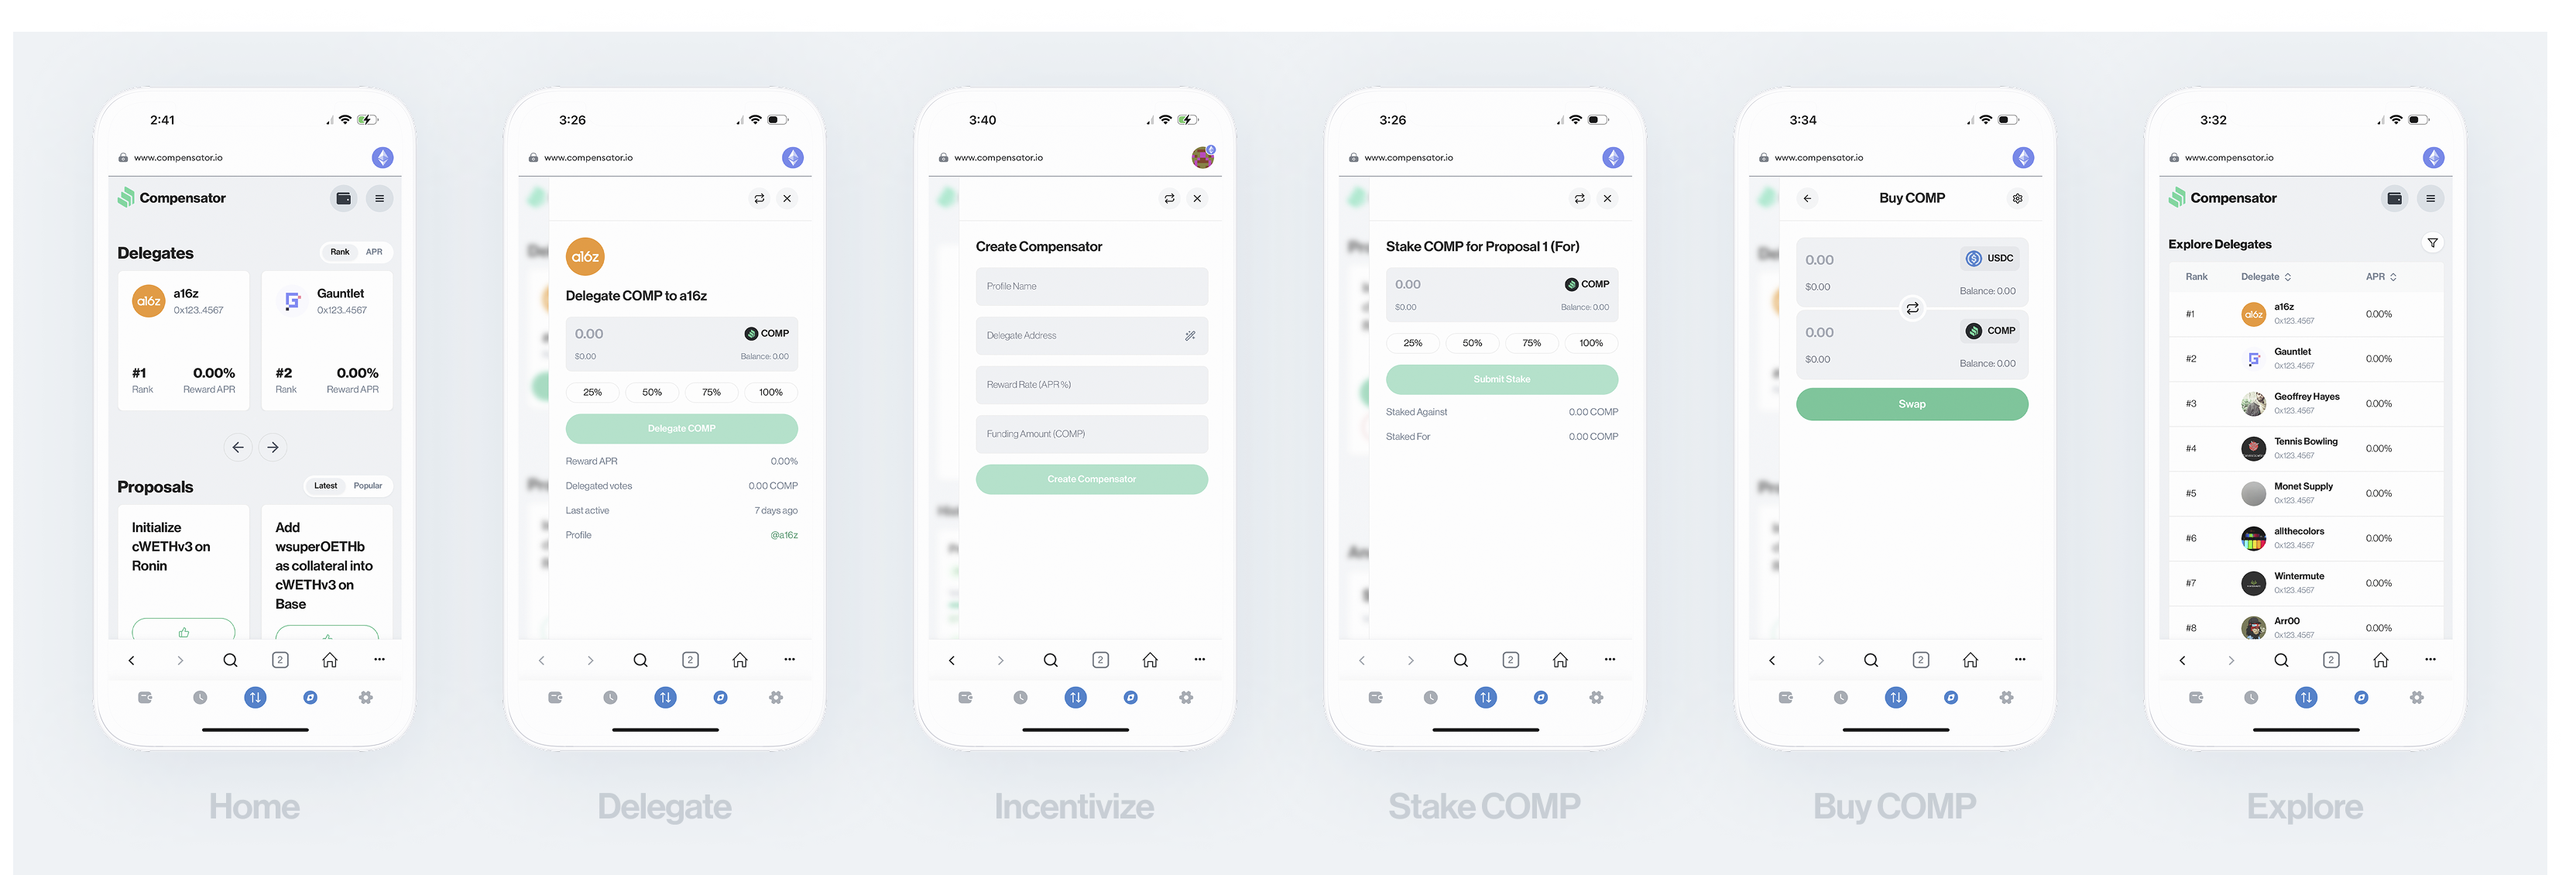 2:41
www.compensator.io
Compensator
Delegates
Rank APR
a16z
a16z
0x123..4567
#1 0.00%
Rank Reward APR
Gauntlet
0x123..4567
#2 0.00%
Rank Reward APR
Proposals
Latest Popular
Initialize
cWETHv3 on
Ronin
Add
wsuperOETHb
as collateral into
cWETHv3 on
Base
2
Home
3:26
www.compensator.io
a16z
Delegate COMP to a16z
0.00 COMP
$0.00 Balance: 0.00
25% 50% 75% 100%
Delegate COMP
Reward APR 0.00%
Delegated votes 0.00 COMP
Last active 7 days ago
Profile @a16z
2
Delegate
3:40
www.compensator.io
Create Compensator
Profile Name
Delegate Address
Reward Rate (APR %)
Funding Amount (COMP)
Create Compensator
2
Incentivize
3:26
www.compensator.io
Stake COMP for Proposal 1 (For)
0.00 COMP
$0.00 Balance: 0.00
25% 50% 75% 100%
Submit Stake
Staked Against 0.00 COMP
Staked For 0.00 COMP
2
Stake COMP
3:34
www.compensator.io
Buy COMP
0.00 USDC
$0.00 Balance: 0.00
0.00 COMP
$0.00 Balance: 0.00
Swap
2
Buy COMP
3:32
www.compensator.io
Compensator
Explore Delegates
Rank Delegate APR
#1 a16z a16z 0.00%
0x123..4567
#2 Gauntlet 0.00%
0x123..4567
#3 Geoffrey Hayes 0.00%
0x123..4567
#4 Tennis Bowling 0.00%
0x123..4567
#5 Monet Supply 0.00%
0x123..4567
#6 allthecolors 0.00%
0x123..4567
#7 Wintermute 0.00%
0x123..4567
#8 Arr00 0.00%
0x123..4567
2
Explore